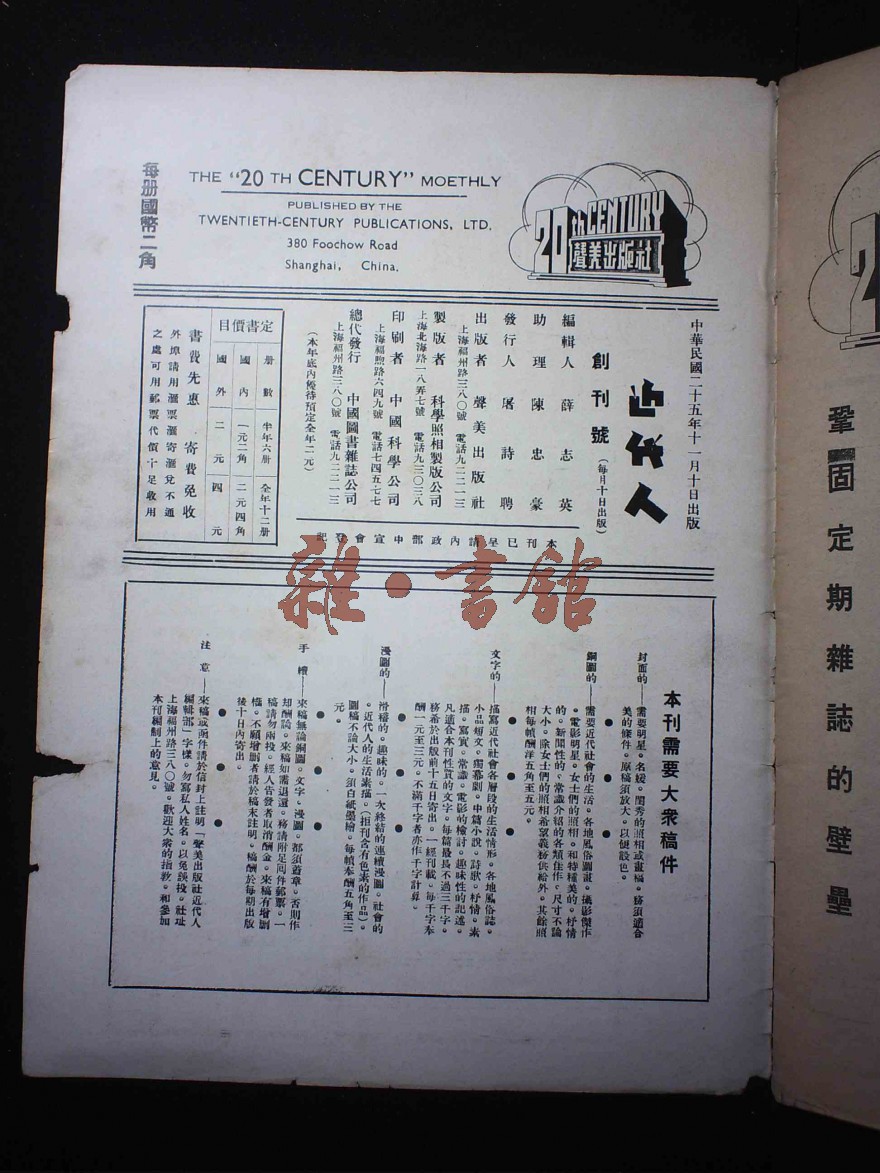 THE "20 TH CENTURY" MOETHLY
PUBLISHED BY THE
TWENTIETH-CENTURY PUBLICATIONS, LTD.
380 Foochow Road
Shanghai, China.
20th CENTURY
聲美出版社
每册國幣二角
中華民國二十五年十一月十日出版
近代人
創刊號
(每月十日出版)
編輯人 薛志英
助理 陳忠豪
發行人 屠詩聘
出版者 聲美出版社
上海福州路三八〇號 電話九二二一三
製版者 科學照相製版公司
上海北海路一八弄七號 電話九三〇三八
印刷者 中國科學公司
上海福煦路六四九號 電話七四五七七
總代發行 中國圖書雜誌公司
上海福州路三八〇號 電話九二二一三
(本年底內優待預定全年二元)
本刊已呈請內政部中宣會登記
定書價目
册數 半年六册 全年十二册
國內 一元二角 二元四角
國外 二元 四元
書費先惠 寄費免收
外埠請用滙票滙寄滙兌不通
之處可用郵票代價十足收用
雜·書館
本刊需要大衆稿件
封面的——需要明星。名媛。閨秀的照相或畫稿。務須適合
美的條件。原稿須放大。以便設色。
銅圖的——需要近代社會的生活。各地風俗圖畫。攝影傑作
。電影明星。女士們的照相。和特種美的。抒情
的。新聞性的。常識介紹的各類佳作。尺寸不論
大小。除女士們的照相希望義務供給外。其餘照
相每幀酬洋五角至五元。
文字的——描寫近代社會各層段的生活情形。各地風俗誌。
小品短文。獨幕劇。中篇小說。詩歌。抒情。素
描。寫實。常識。電影的檢討。趣味性的記述。
凡適合本刊性質的文字。每篇最長不過三千字。
務希於出版前十五日寄出。一經刊載。每千字奉
酬一元至三元。不滿千字者亦作千字計算。
漫圖的——滑稽的。趣味的。一次終結的連續漫圖。社會的
。近代人的生活素描。(拒刊含有色素的作品)。
圖稿不論大小。須白紙墨繪。每幀奉酬五角至三
元。
手續——來稿無論銅圖。文字。漫圖。都須蓋章。否則作
却酬論。來稿如需退還。務請附足回件郵票。一
稿請勿兩投。經人告發者取消酬金。來稿有增刪
權。不願增刪者請於稿末註明。稿酬於每期出版
後十日內寄出。
注意——來稿或函件請於信封上註明「聲美出版社近代人
編輯部」字樣。勿寫私人姓名。以免誤投。社址
上海福州路三八〇號。歡迎大衆的指敎。和參加
本刊編制上的意見。
鞏固定期雜誌的壁壘